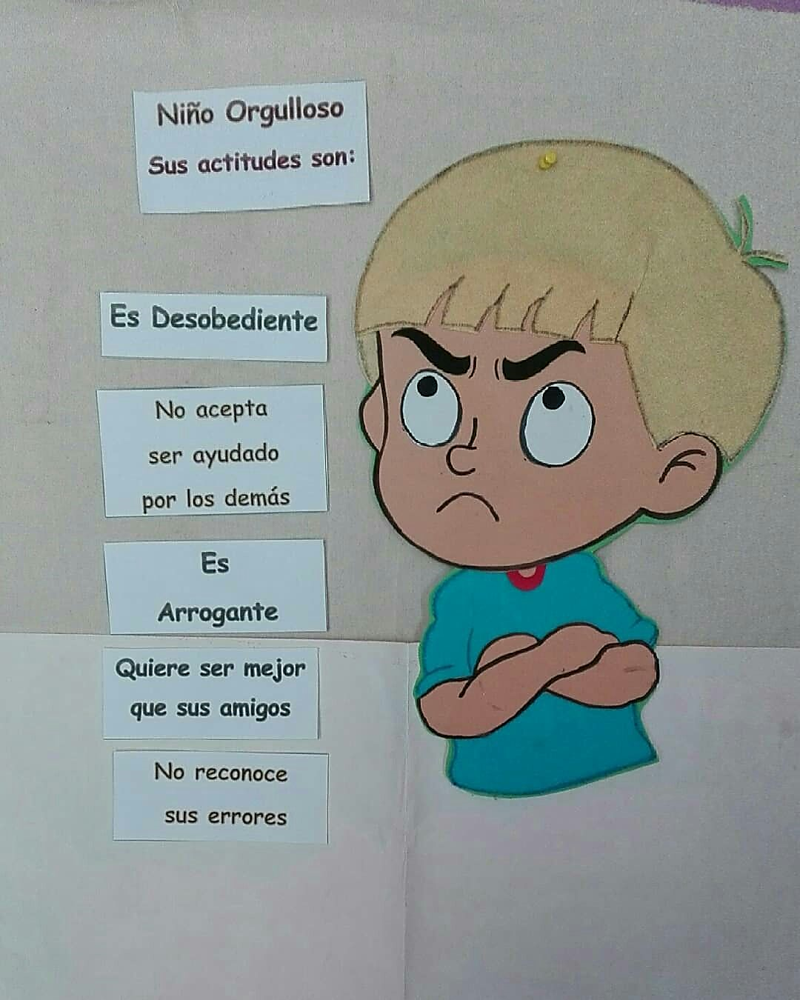 Niño Orgulloso
Sus actitudes son:
Es Desobediente
No acepta
ser ayudado
por los demás
Es
Arrogante
Quiere ser mejor
que sus amigos
No reconoce
sus errores